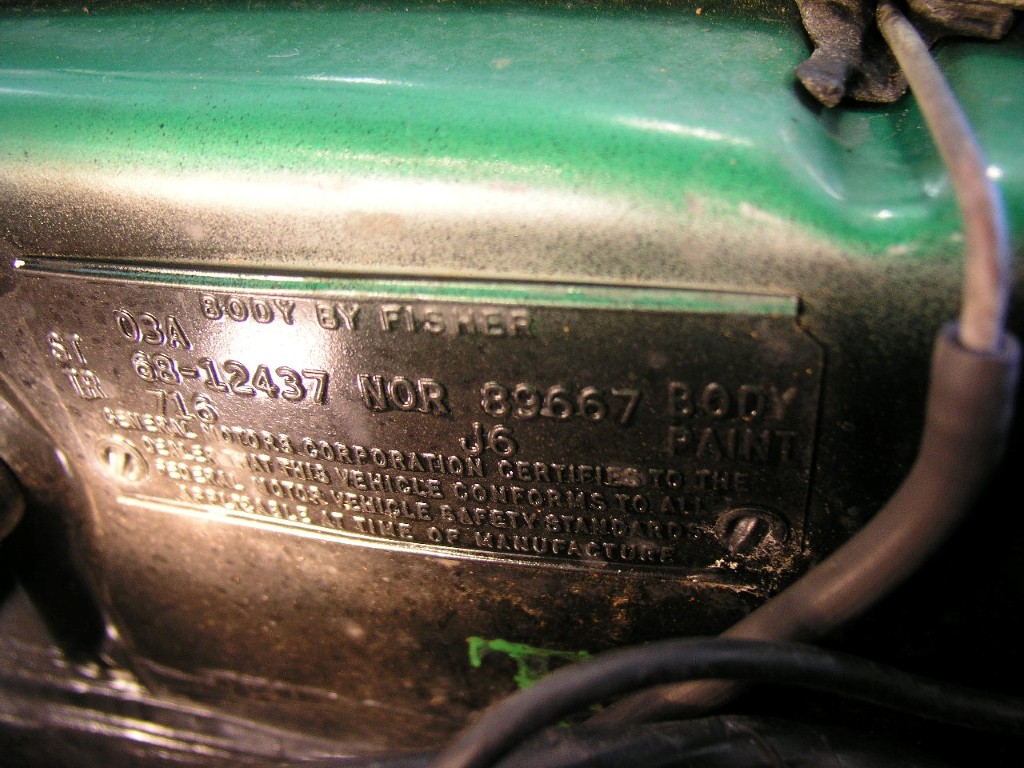 BODY BY FISHER
03A
ST 68-12437 NOR 89667 BODY
TR 716 J6 PAINT
GENERAL MOTORS CORPORATION CERTIFIES TO THE
DEALER THAT THIS VEHICLE CONFORMS TO ALL
FEDERAL MOTOR VEHICLE SAFETY STANDARDS
APPLICABLE AT TIME OF MANUFACTURE